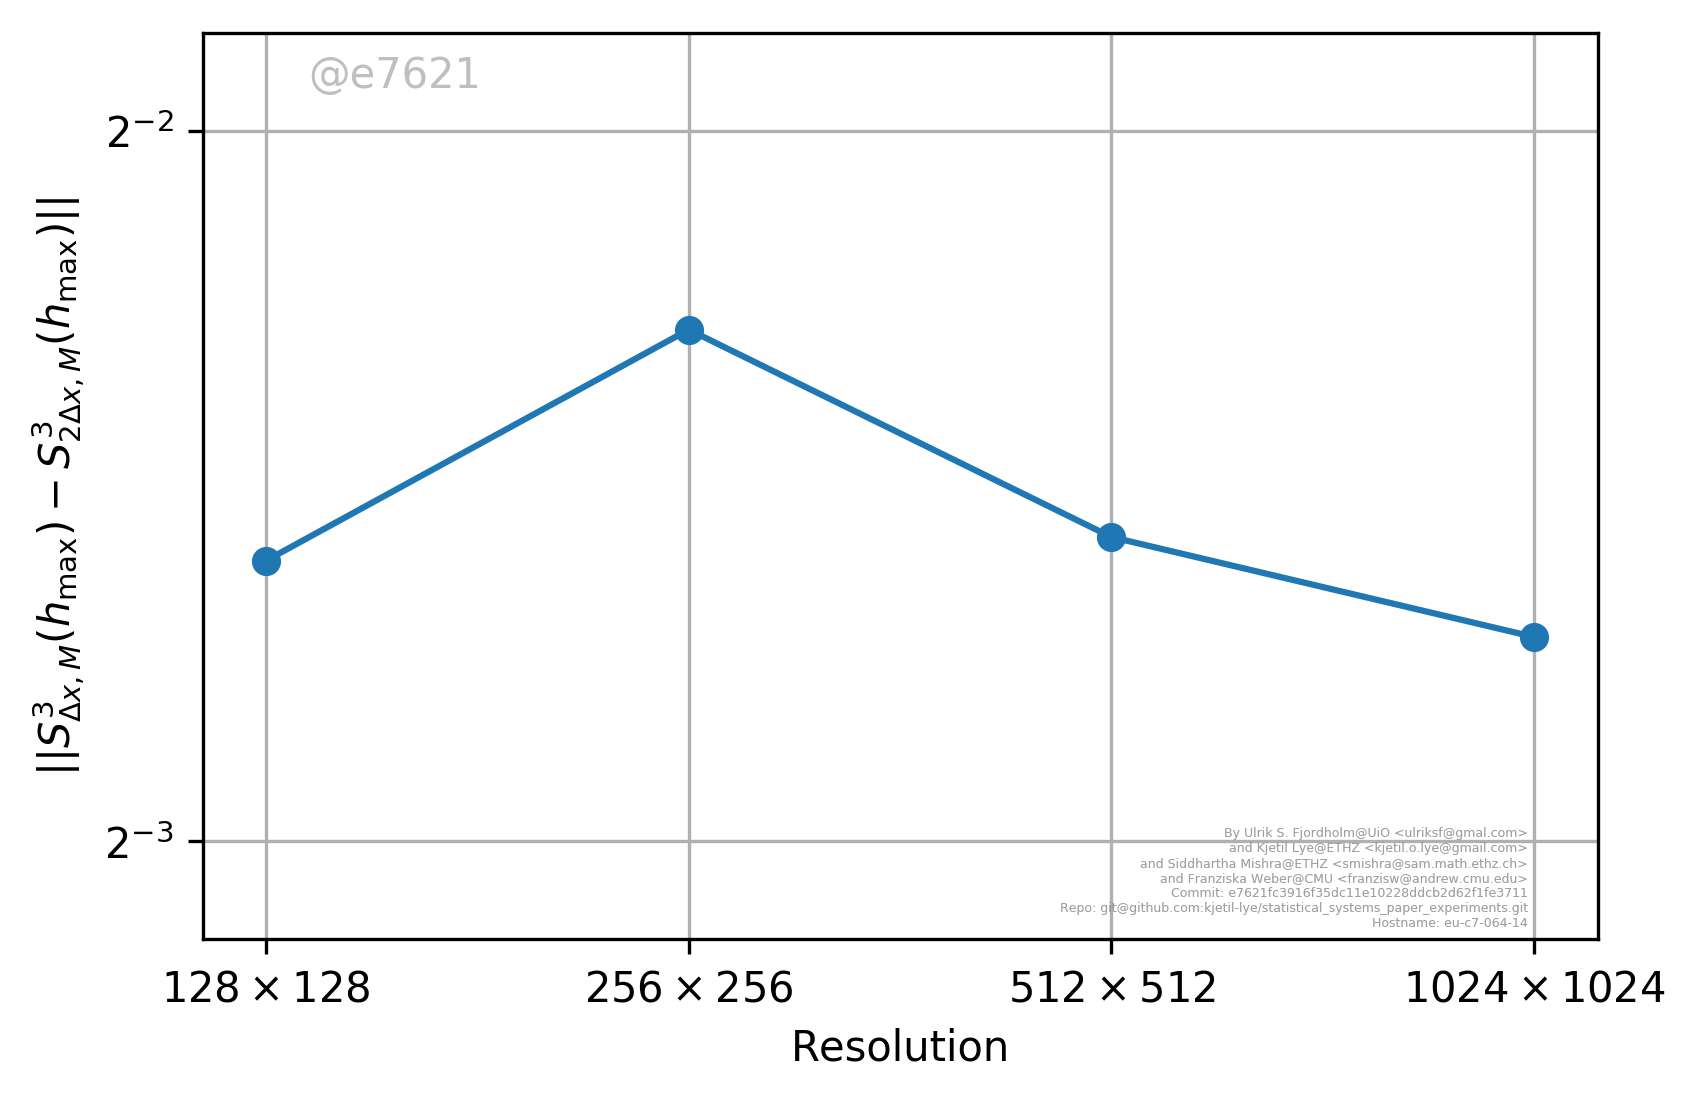 @e7621
2⁻²
||S³_{Δx, M}(h_max) − S³_{2Δx, M}(h_max)||
2⁻³
By Ulrik S. Fjordholm@UiO <ulriksf@gmal.com>
and Kjetil Lye@ETHZ <kjetil.o.lye@gmail.com>
and Siddhartha Mishra@ETHZ <smishra@sam.math.ethz.ch>
and Franziska Weber@CMU <franzisw@andrew.cmu.edu>
Commit: e7621fc3916f35dc11e10228ddcb2d62f1fe3711
Repo: git@github.com:kjetil-lye/statistical_systems_paper_experiments.git
Hostname: eu-c7-064-14
128 × 128 256 × 256 512 × 512 1024 × 1024
Resolution